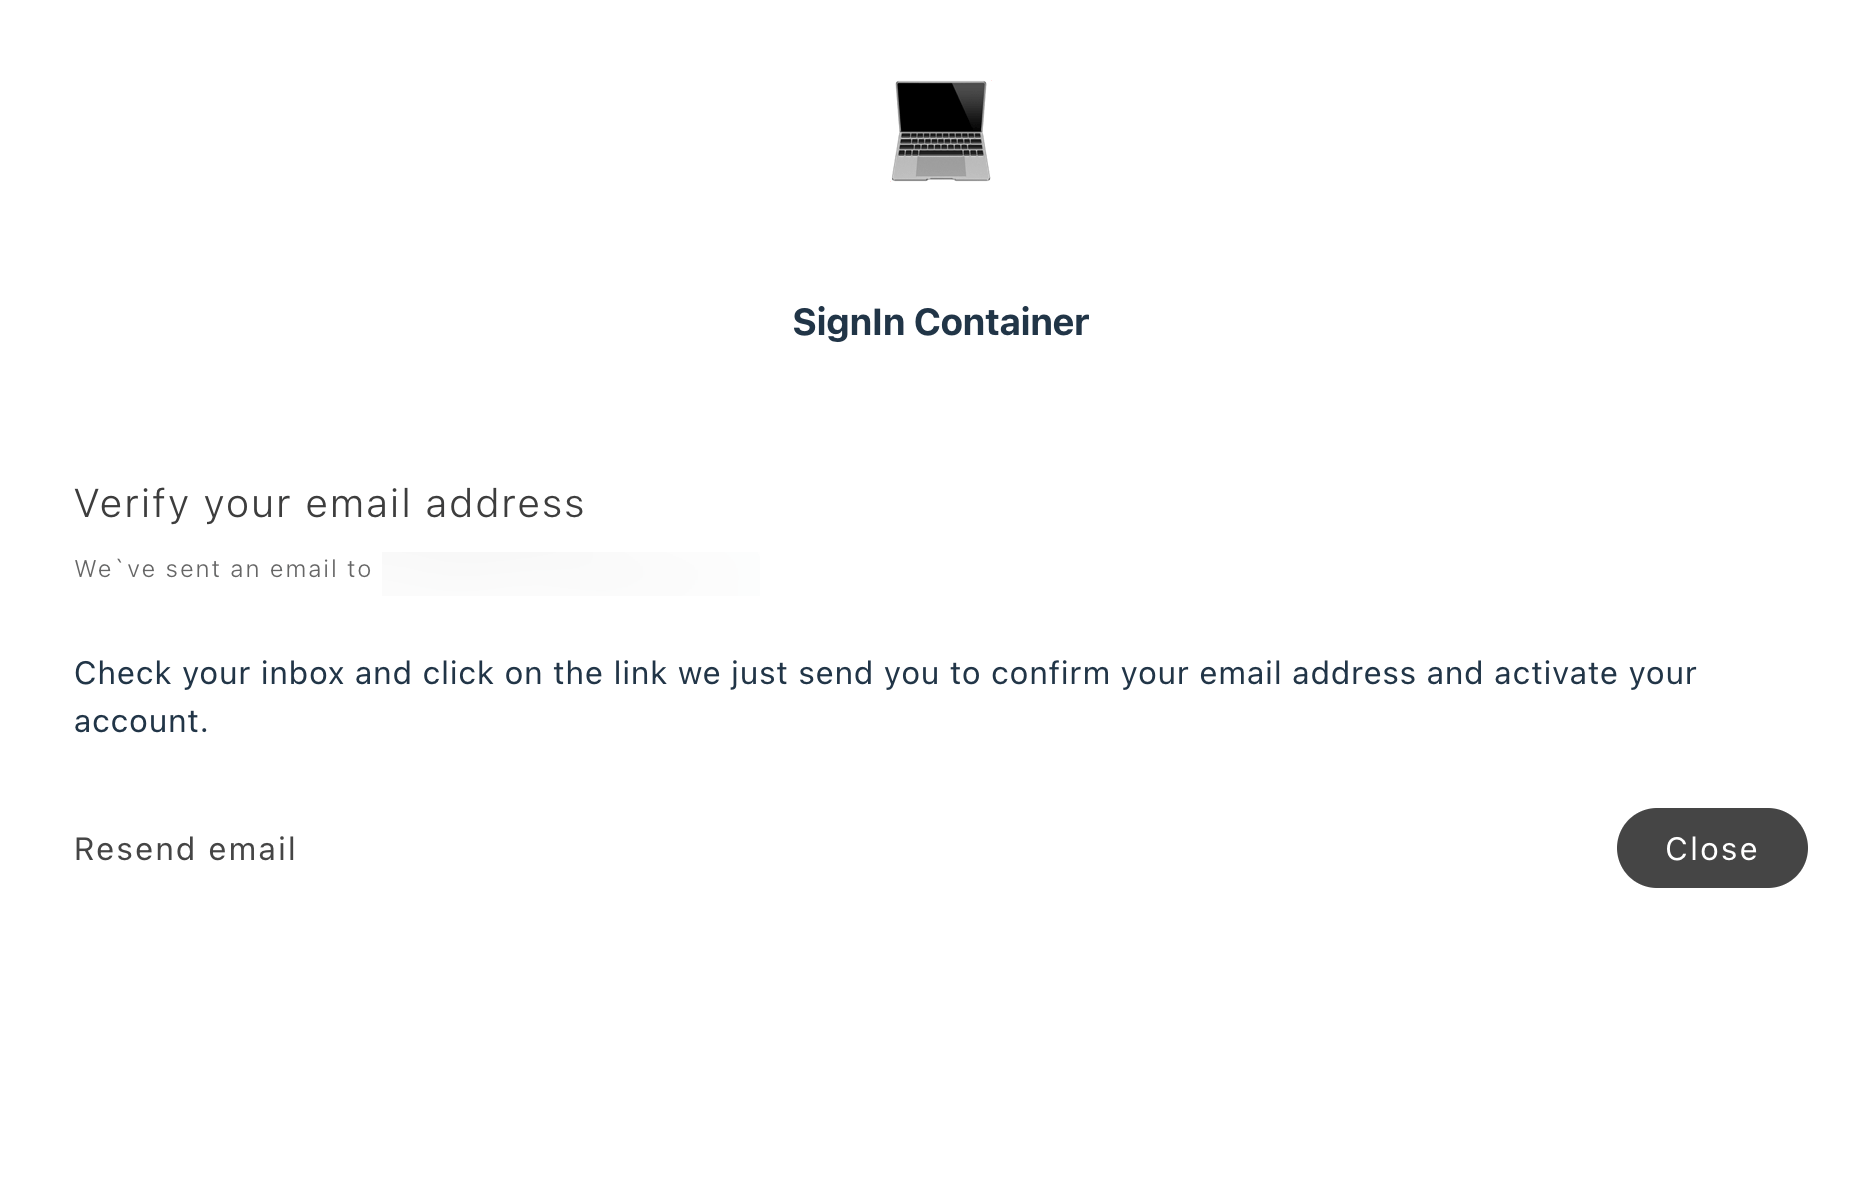 SignIn Container
Verify your email address
We`ve sent an email to
Check your inbox and click on the link we just send you to confirm your email address and activate your
account.
Resend email
Close